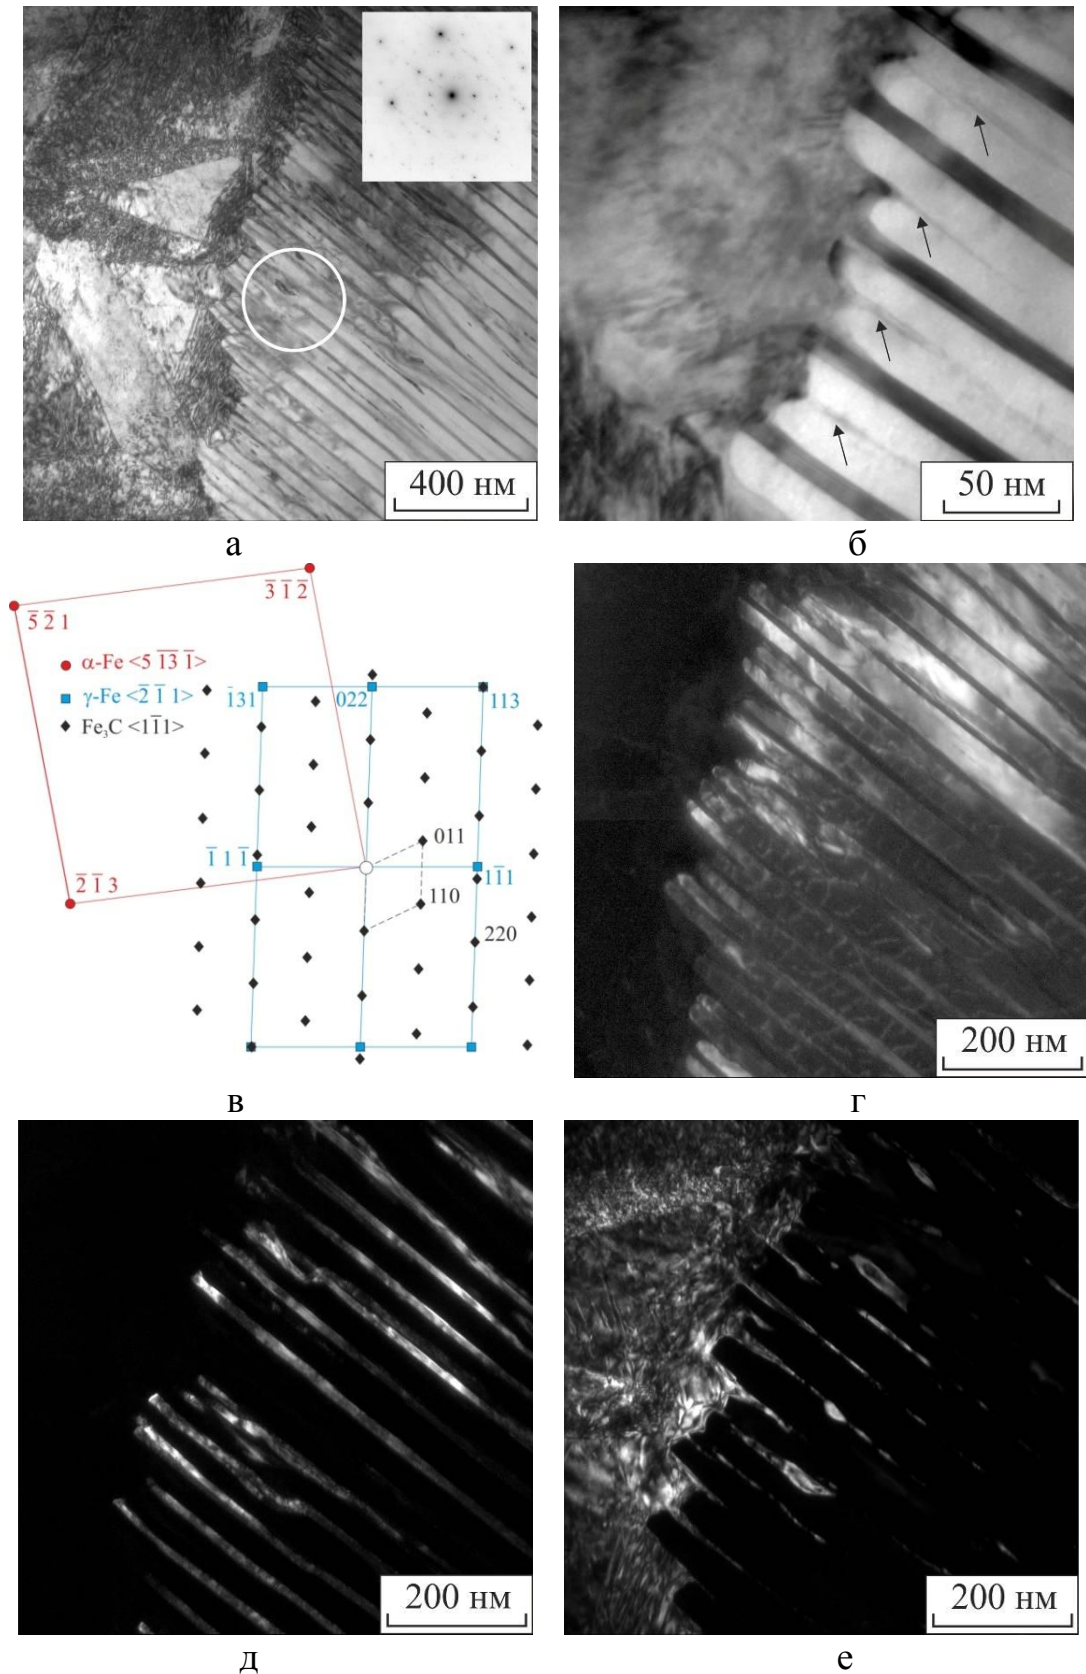 400 нм
50 нм
а
б
5̅ 2̅ 1
3̅ 1̅ 2̅
α-Fe <5 1̅3̅ 1̅>
γ-Fe <2̅ 1̅ 1>
Fe₃C <11̅1>
1̅31
022
113
1̅ 1 1̅
011
11̅1
2̅ 1̅ 3
110
220
200 нм
в
г
200 нм
200 нм
д
е